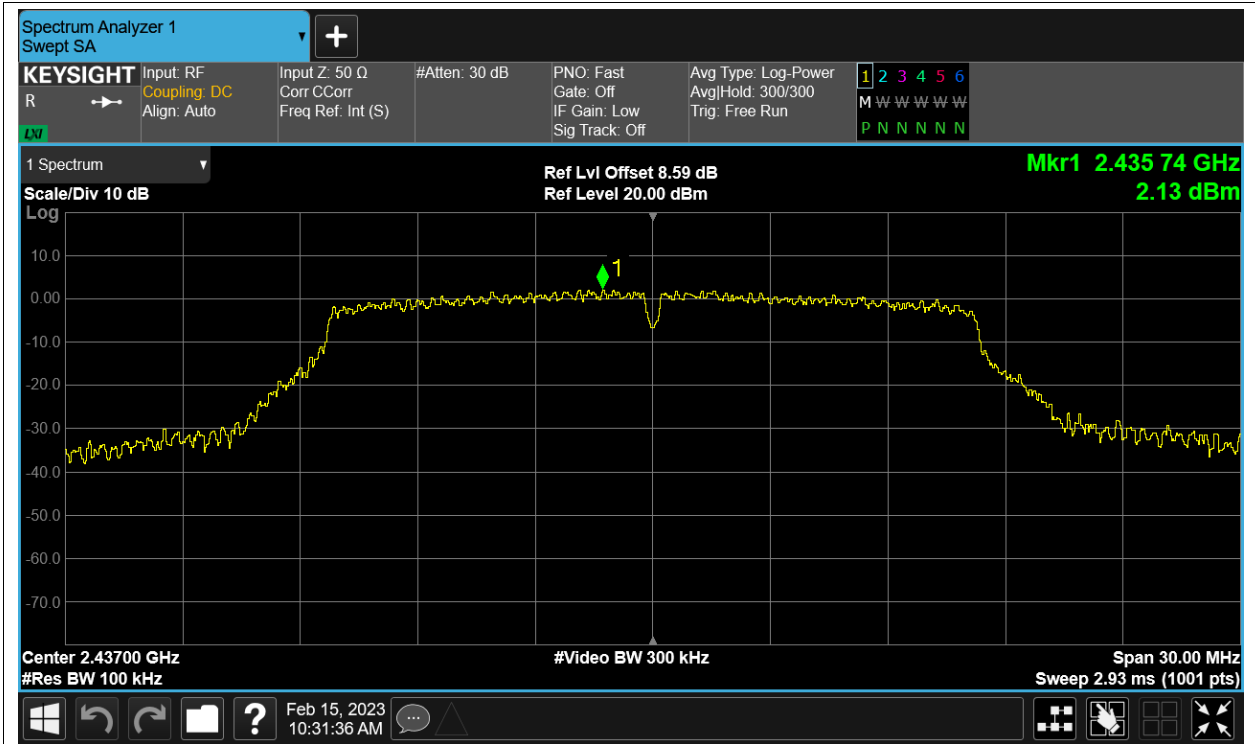 Spectrum Analyzer 1
Swept SA
KEYSIGHT
R
LXI
Input: RF
Coupling: DC
Align: Auto
Input Z: 50 Ω
Corr CCorr
Freq Ref: Int (S)
#Atten: 30 dB
PNO: Fast
Gate: Off
IF Gain: Low
Sig Track: Off
Avg Type: Log-Power
Avg|Hold: 300/300
Trig: Free Run
1 2 3 4 5 6
M W W W W W
P N N N N N
1 Spectrum
Scale/Div 10 dB
Log
Ref Lvl Offset 8.59 dB
Ref Level 20.00 dBm
Mkr1 2.435 74 GHz
2.13 dBm
1
10.0
0.00
-10.0
-20.0
-30.0
-40.0
-50.0
-60.0
-70.0
Center 2.43700 GHz
#Res BW 100 kHz
#Video BW 300 kHz
Span 30.00 MHz
Sweep 2.93 ms (1001 pts)
?
Feb 15, 2023
10:31:36 AM